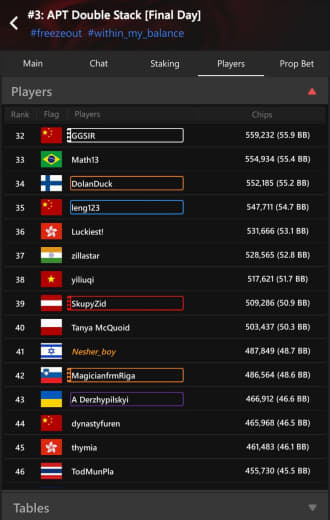 #3: APT Double Stack [Final Day]
#freezeout #within_my_balance
Main Chat Staking Players Prop Bet
Players
Rank Flag Players Chips
32 GGSIR 559,232 (55.9 BB)
33 Math13 554,934 (55.4 BB)
34 DolanDuck 552,185 (55.2 BB)
35 leng123 547,711 (54.7 BB)
36 Luckiest! 531,666 (53.1 BB)
37 zillastar 528,565 (52.8 BB)
38 yiliuqi 517,621 (51.7 BB)
39 SkupyZid 509,286 (50.9 BB)
40 Tanya McQuoid 503,437 (50.3 BB)
41 Nesher_boy 487,849 (48.7 BB)
42 MagicianfrmRiga 486,564 (48.6 BB)
43 A Derzhypilskyi 466,912 (46.6 BB)
44 dynastyfuren 465,968 (46.5 BB)
45 thymia 461,483 (46.1 BB)
46 TodMunPla 455,730 (45.5 BB)
Tables